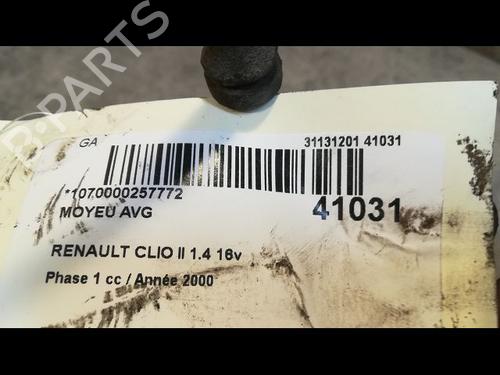 B-PARTS
GA
31131201 41031
*1070000257772
41031
MOYEU AVG
RENAULT CLIO II 1.4 16v
Phase 1 cc / Année 2000